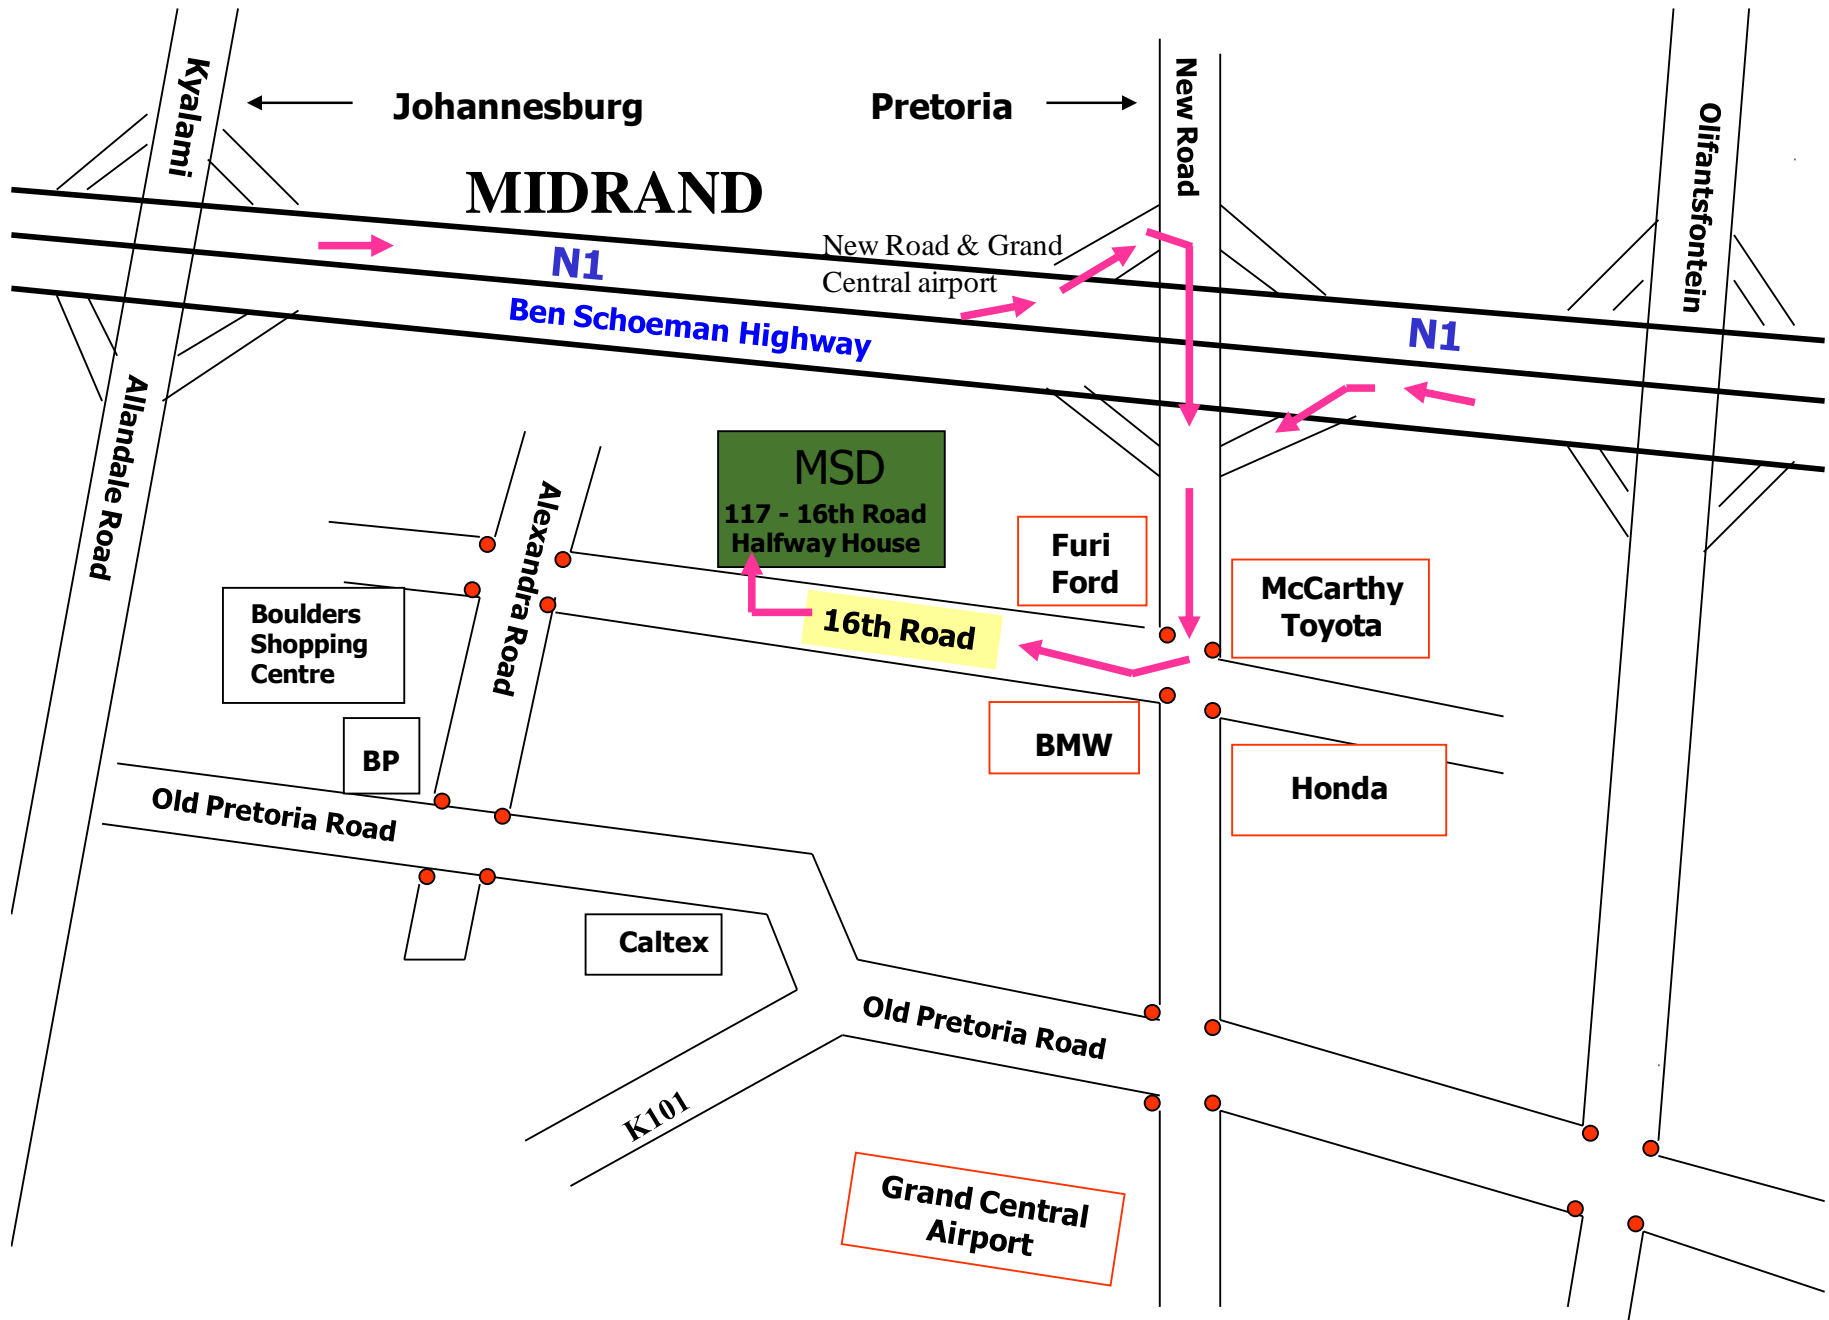 Kyalami
Johannesburg
Pretoria
New Road
Olifantsfontein
MIDRAND
New Road & Grand
Central airport
N1
Ben Schoeman Highway
N1
Allandale Road
Alexandra Road
MSD
117 - 16th Road
Halfway House
Furi
Ford
McCarthy
Toyota
Boulders
Shopping
Centre
16th Road
BP
BMW
Honda
Old Pretoria Road
Caltex
Old Pretoria Road
K101
Grand Central
Airport